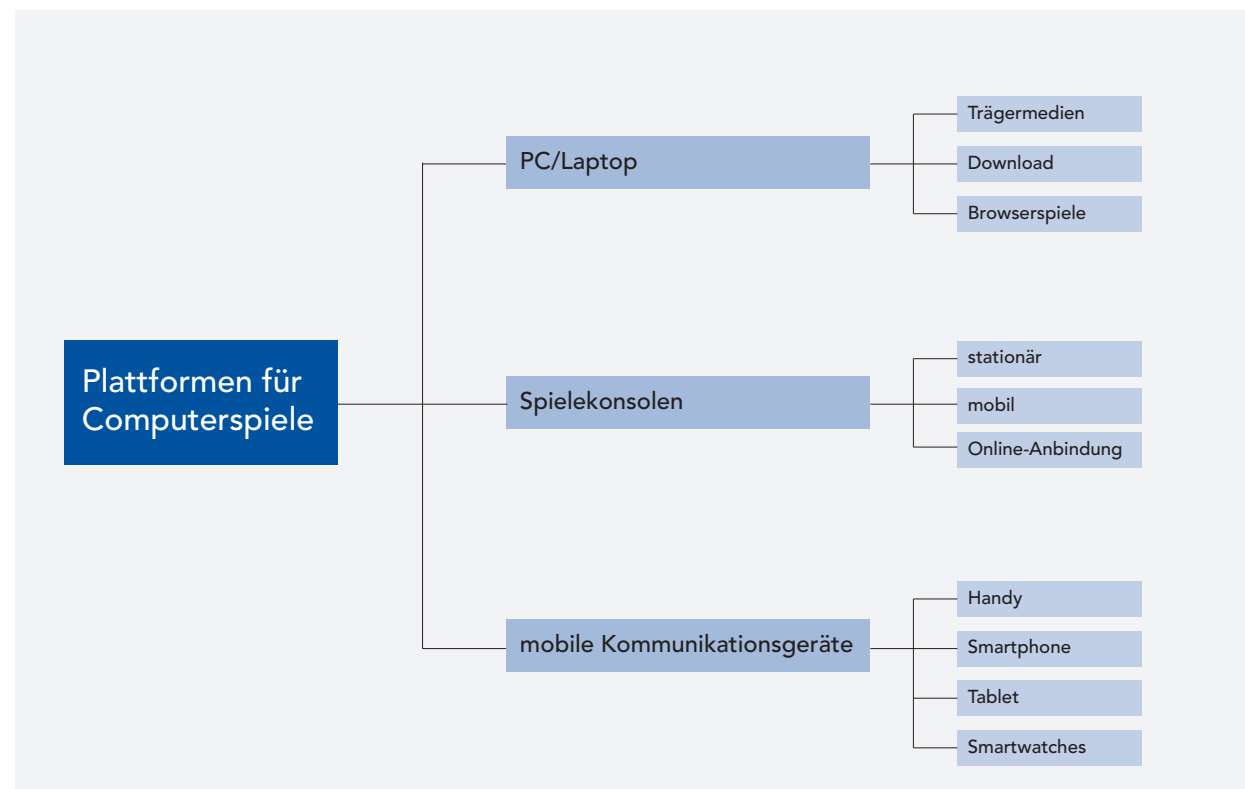 Plattformen für
Computerspiele
PC/Laptop
Trägermedien
Download
Browserspiele
Spielekonsolen
stationär
mobil
Online-Anbindung
mobile Kommunikationsgeräte
Handy
Smartphone
Tablet
Smartwatches